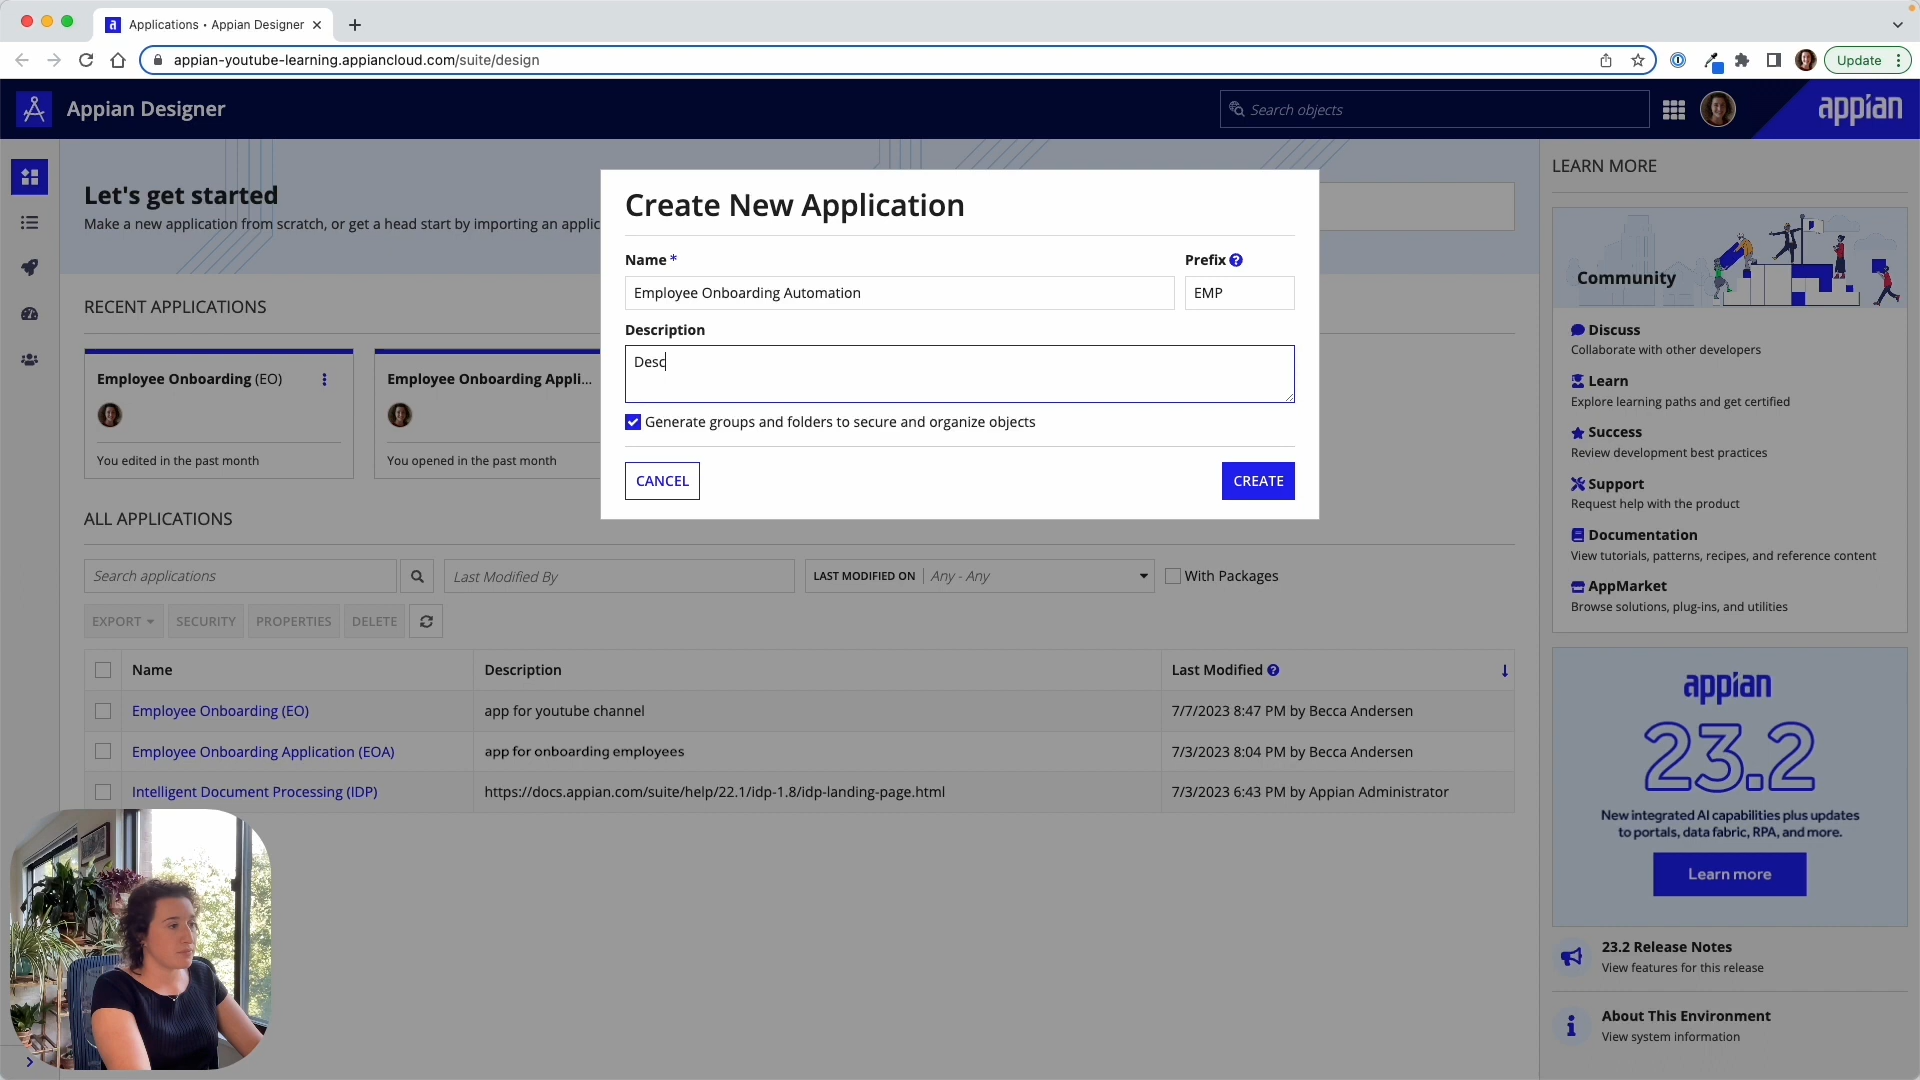 Applications • Appian Designer
appian-youtube-learning.appiancloud.com/suite/design
Update
Appian Designer
Search objects
appian
Let's get started
Make a new application from scratch, or get a head start by importing an applic
Create New Application
Name *
Prefix
Employee Onboarding Automation
EMP
Description
Desc
Generate groups and folders to secure and organize objects
CANCEL
CREATE
RECENT APPLICATIONS
Employee Onboarding (EO)
You edited in the past month
Employee Onboarding Appli...
You opened in the past month
ALL APPLICATIONS
Search applications
Last Modified By
LAST MODIFIED ON Any - Any
With Packages
EXPORT
SECURITY
PROPERTIES
DELETE
Name Description Last Modified
Employee Onboarding (EO) app for youtube channel 7/7/2023 8:47 PM by Becca Andersen
Employee Onboarding Application (EOA) app for onboarding employees 7/3/2023 8:04 PM by Becca Andersen
Intelligent Document Processing (IDP) https://docs.appian.com/suite/help/22.1/idp-1.8/idp-landing-page.html 7/3/2023 6:43 PM by Appian Administrator
LEARN MORE
Community
Discuss
Collaborate with other developers
Learn
Explore learning paths and get certified
Success
Review development best practices
Support
Request help with the product
Documentation
View tutorials, patterns, recipes, and reference content
AppMarket
Browse solutions, plug-ins, and utilities
appian
23.2
New integrated AI capabilities plus updates
to portals, data fabric, RPA, and more.
Learn more
23.2 Release Notes
View features for this release
About This Environment
View system information